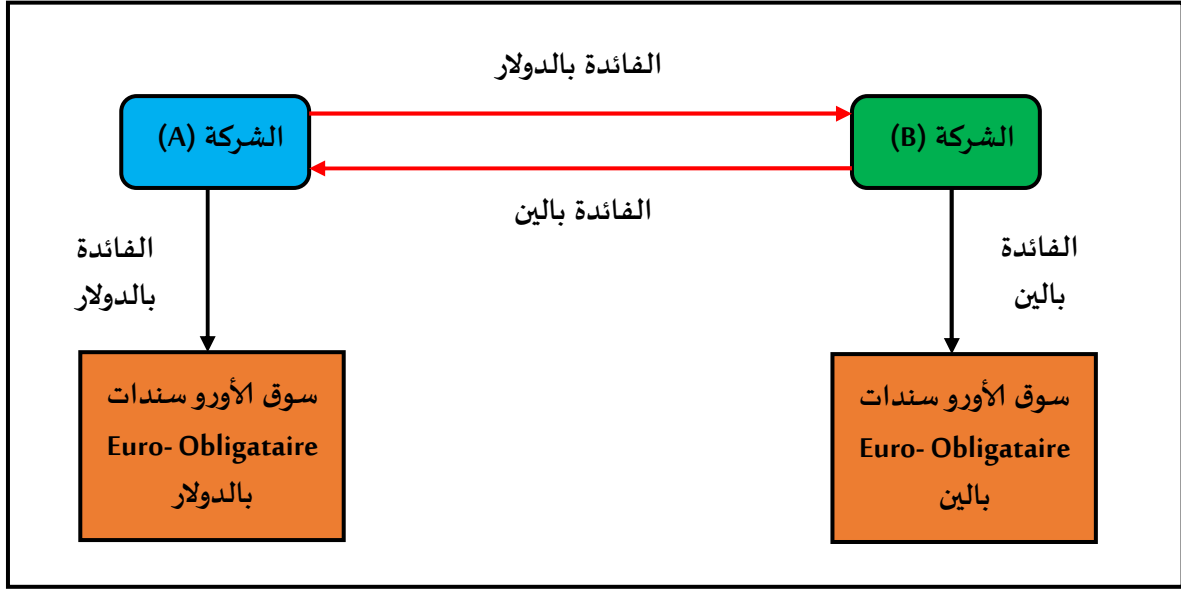 الفائدة بالدولار
الشركة (A)
الشركة (B)
الفائدة بالين
الفائدة
بالدولار
الفائدة
بالين
سوق الأورو سندات
Euro- Obligataire
بالدولار
سوق الأورو سندات
Euro- Obligataire
بالين